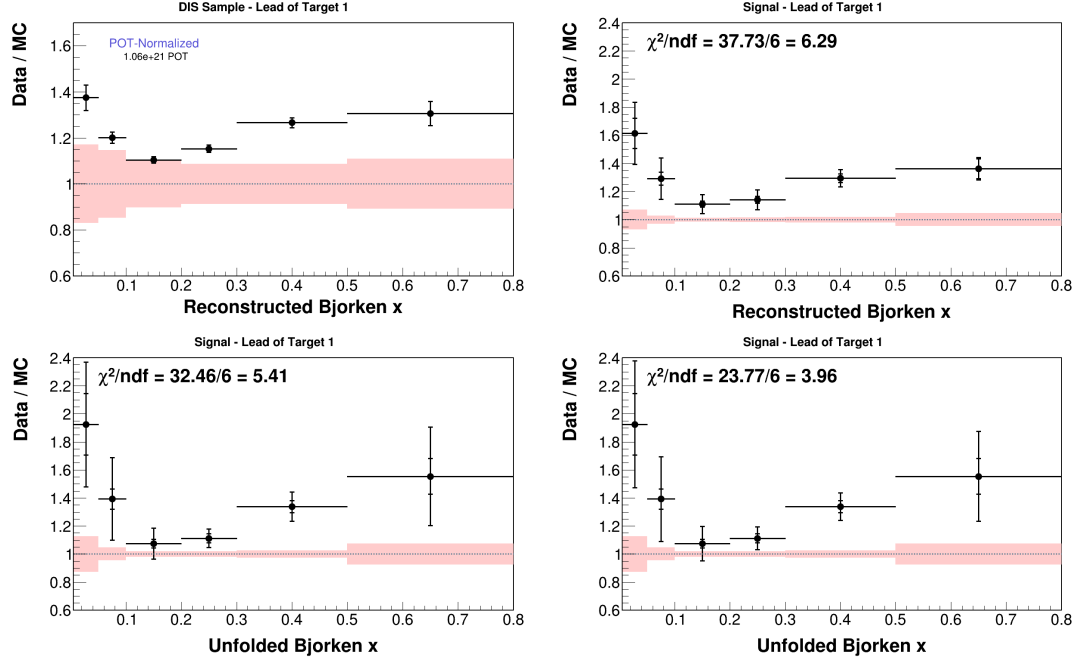 DIS Sample - Lead of Target 1
Data / MC
POT-Normalized
1.06e+21 POT
1.6
1.4
1.2
1
0.8
0.6
0.1 0.2 0.3 0.4 0.5 0.6 0.7 0.8
Reconstructed Bjorken x
Signal - Lead of Target 1
Data / MC
χ²/ndf = 37.73/6 = 6.29
2.4
2.2
2
1.8
1.6
1.4
1.2
1
0.8
0.6
0.1 0.2 0.3 0.4 0.5 0.6 0.7 0.8
Reconstructed Bjorken x
Signal - Lead of Target 1
Data / MC
χ²/ndf = 32.46/6 = 5.41
2.4
2.2
2
1.8
1.6
1.4
1.2
1
0.8
0.6
0.1 0.2 0.3 0.4 0.5 0.6 0.7 0.8
Unfolded Bjorken x
Signal - Lead of Target 1
Data / MC
χ²/ndf = 23.77/6 = 3.96
2.4
2.2
2
1.8
1.6
1.4
1.2
1
0.8
0.6
0.1 0.2 0.3 0.4 0.5 0.6 0.7 0.8
Unfolded Bjorken x